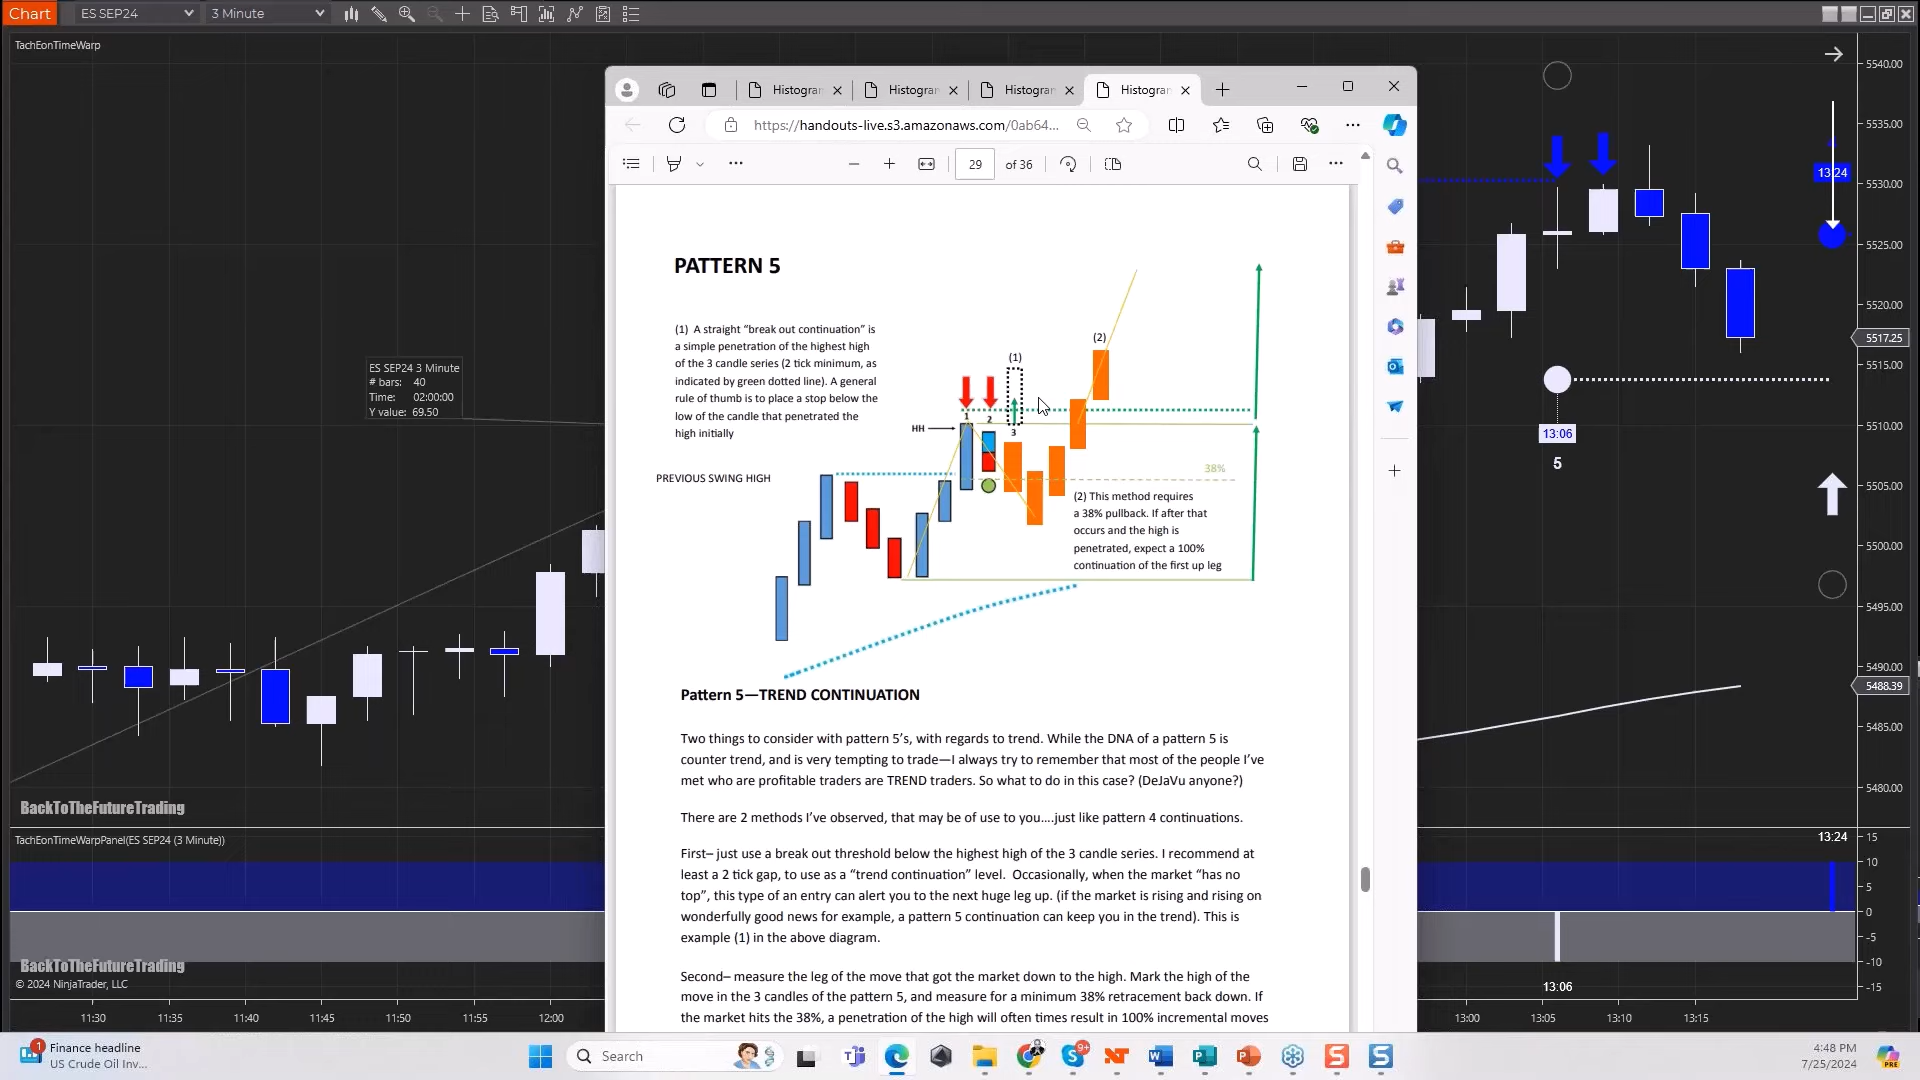 Chart
ES SEP24
3 Minute
TachEonTimeWarp
ES SEP24 3 Minute
# bars: 40
Time: 02:00:00
Y value: 69.50
BackToTheFutureTrading
TachEonTimeWarpPanel(ES SEP24 (3 Minute))
BackToTheFutureTrading
© 2024 NinjaTrader, LLC
11:30 11:35 11:40 11:45 11:50 11:55 12:00
https://handouts-live.s3.amazonaws.com/0ab64...
29 of 36
PATTERN 5
(1) A straight “break out continuation” is
a simple penetration of the highest high
of the 3 candle series (2 tick minimum, as
indicated by green dotted line). A general
rule of thumb is to place a stop below the
low of the candle that penetrated the
high initially
PREVIOUS SWING HIGH
HH
1
2
3
(1)
(2)
38%
(2) This method requires
a 38% pullback. If after that
occurs and the high is
penetrated, expect a 100%
continuation of the first up leg
Pattern 5—TREND CONTINUATION
Two things to consider with pattern 5’s, with regards to trend. While the DNA of a pattern 5 is
counter trend, and is very tempting to trade—I always try to remember that most of the people I’ve
met who are profitable traders are TREND traders. So what to do in this case? (DeJaVu anyone?)
There are 2 methods I’ve observed, that may be of use to you....just like pattern 4 continuations.
First– just use a break out threshold below the highest high of the 3 candle series. I recommend at
least a 2 tick gap, to use as a “trend continuation” level. Occasionally, when the market “has no
top”, this type of an entry can alert you to the next huge leg up. (if the market is rising and rising on
wonderfully good news for example, a pattern 5 continuation can keep you in the trend). This is
example (1) in the above diagram.
Second– measure the leg of the move that got the market down to the high. Mark the high of the
move in the 3 candles of the pattern 5, and measure for a minimum 38% retracement back down. If
the market hits the 38%, a penetration of the high will often times result in 100% incremental moves
13:24
13:06
5
5540.00
5535.00
5530.00
5525.00
5520.00
5517.25
5515.00
5510.00
5505.00
5500.00
5495.00
5490.00
5488.39
5485.00
5480.00
13:24
15
10
5
0
-5
-10
-15
13:06
13:00 13:05 13:10 13:15
1
Finance headline
US Crude Oil Inv...
Search
9+
4:48 PM
7/25/2024